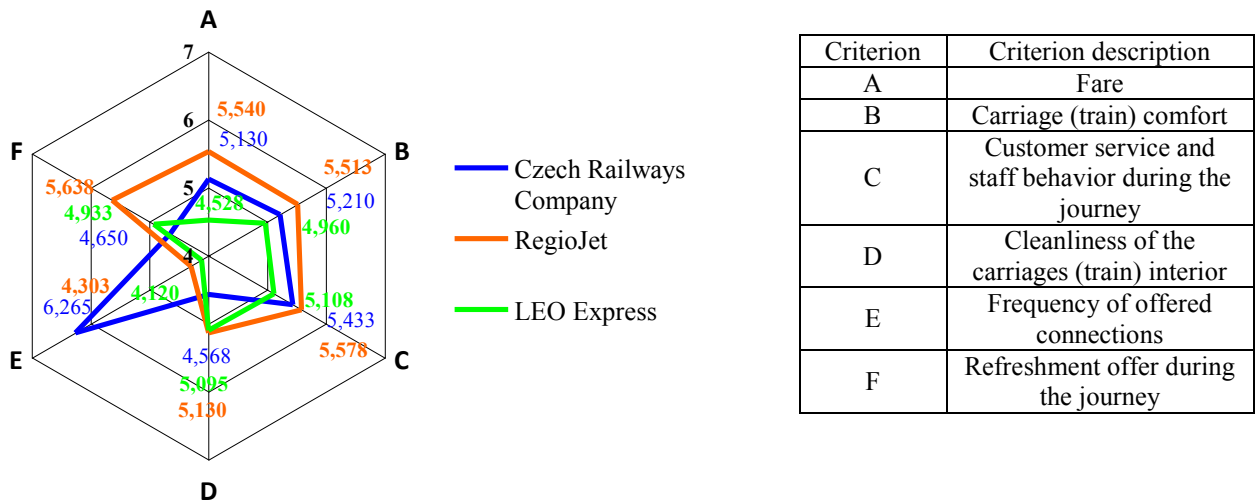 A
7
5,540
6
5,130
F
B
5,638
5,513
5
5,210
4,933
4,528
4,650
4,960
4
4,303
4,120
5,108
6,265
5,433
E
4,568
5,578
C
5,095
5,130
D
Czech Railways
Company
RegioJet
LEO Express
Criterion Criterion description
A Fare
B Carriage (train) comfort
C Customer service and
staff behavior during the
journey
D Cleanliness of the
carriages (train) interior
E Frequency of offered
connections
F Refreshment offer during
the journey